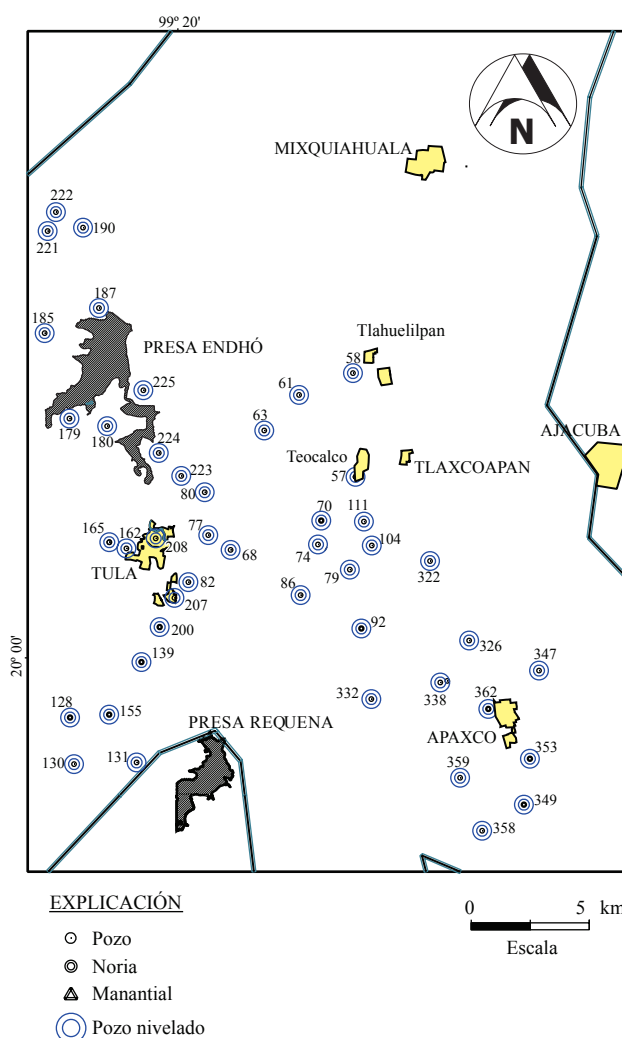 99º 20'
N
MIXQUIAHUALA
222
190
221
187
185
Tlahuelilpan
PRESA ENDHÓ
58
225
61
179
180
63
AJACUBA
224
Teocalco
TLAXCOAPAN
223
57
80
70
111
165
162
77
208
74
104
68
TULA
79
322
82
86
207
200
92
326
20º 00'
139
347
338
362
332
128
155
PRESA REQUENA
APAXCO
130
131
359
353
349
358
EXPLICACIÓN
Pozo
Noria
Manantial
Pozo nivelado
0 5 km
Escala